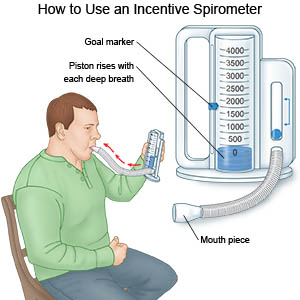 How to Use an Incentive Spirometer
Goal marker
Piston rises with
each deep breath
4000
3500
3000
2500
2000
1500
1000
500
0
Mouth piece